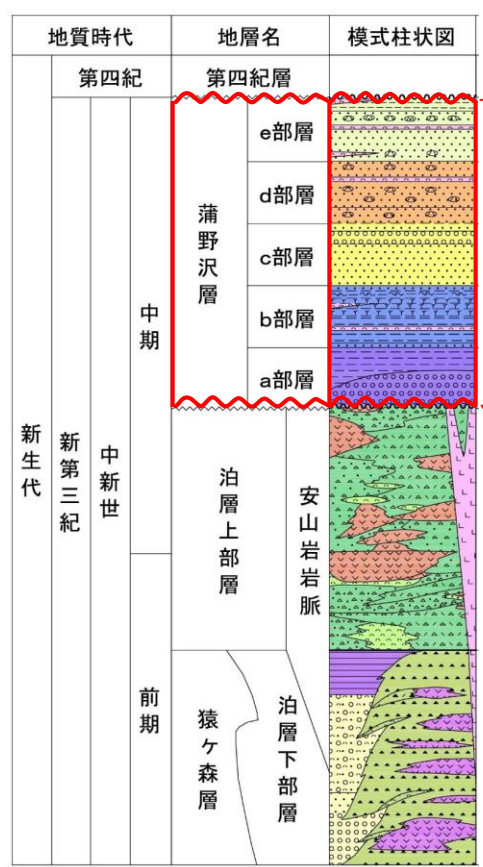 地質時代 地層名 模式柱状図
第四紀 第四紀層
新生代
新第三紀
中新世
中期
前期
蒲野沢層
e部層
d部層
c部層
b部層
a部層
泊層上部層
安山岩岩脈
猿ヶ森層
泊層下部層